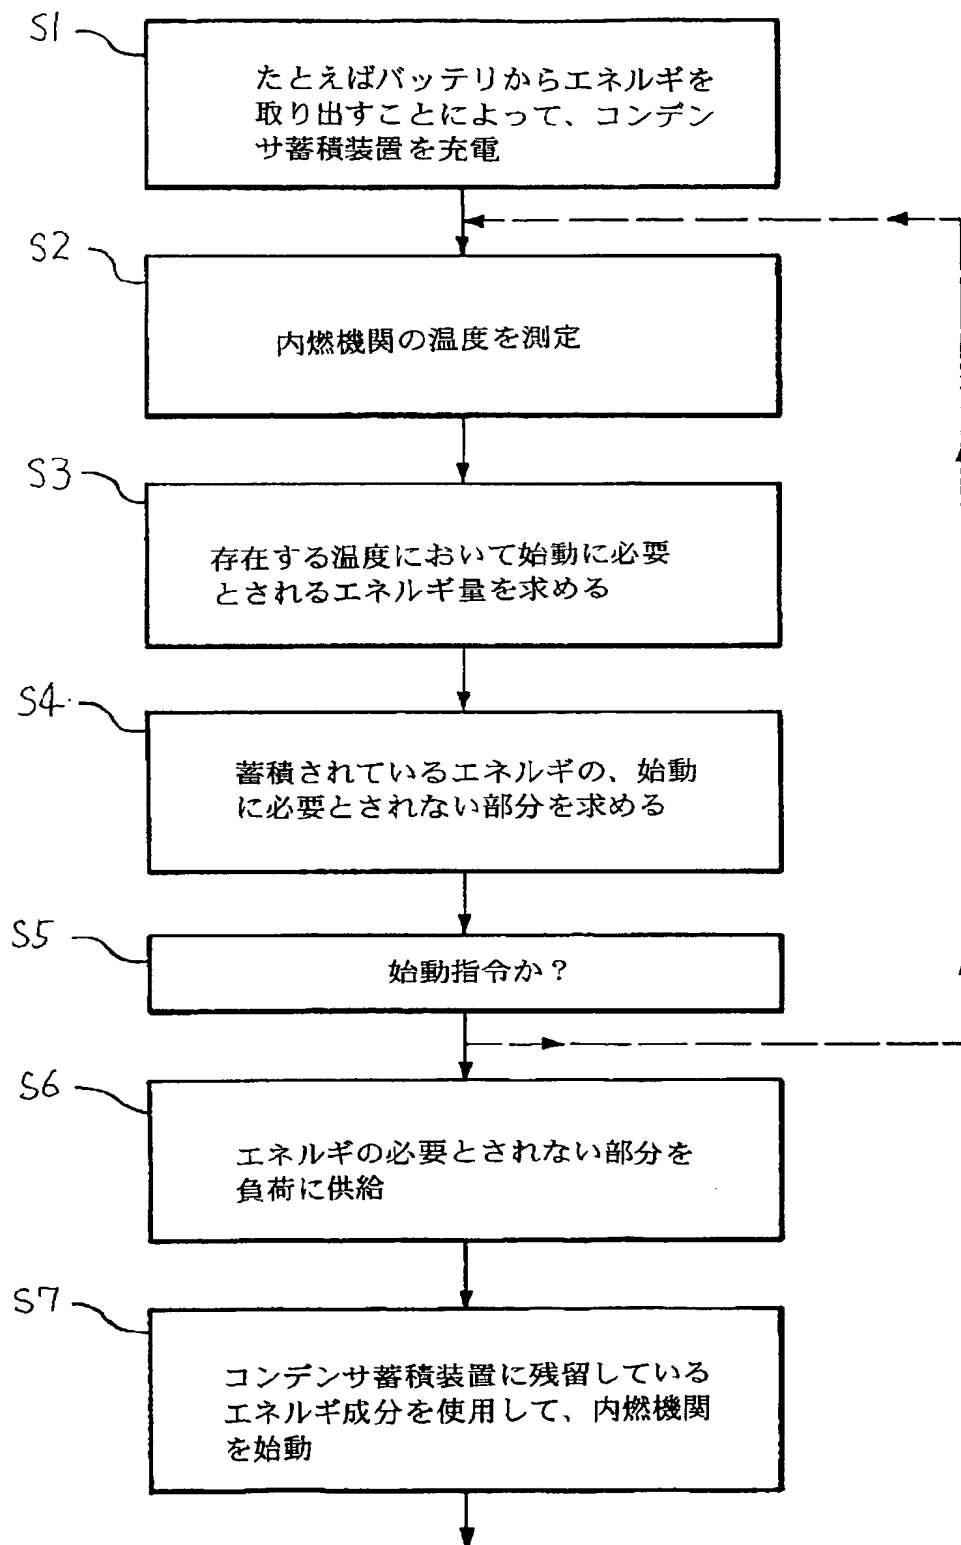 S1
たとえばバッテリからエネルギを
取り出すことによって、コンデン
サ蓄積装置を充電
S2
内燃機関の温度を測定
S3
存在する温度において始動に必要
とされるエネルギ量を求める
S4
蓄積されているエネルギの、始動
に必要とされない部分を求める
S5
始動指令か？
S6
エネルギの必要とされない部分を
負荷に供給
S7
コンデンサ蓄積装置に残留している
エネルギ成分を使用して、内燃機関
を始動